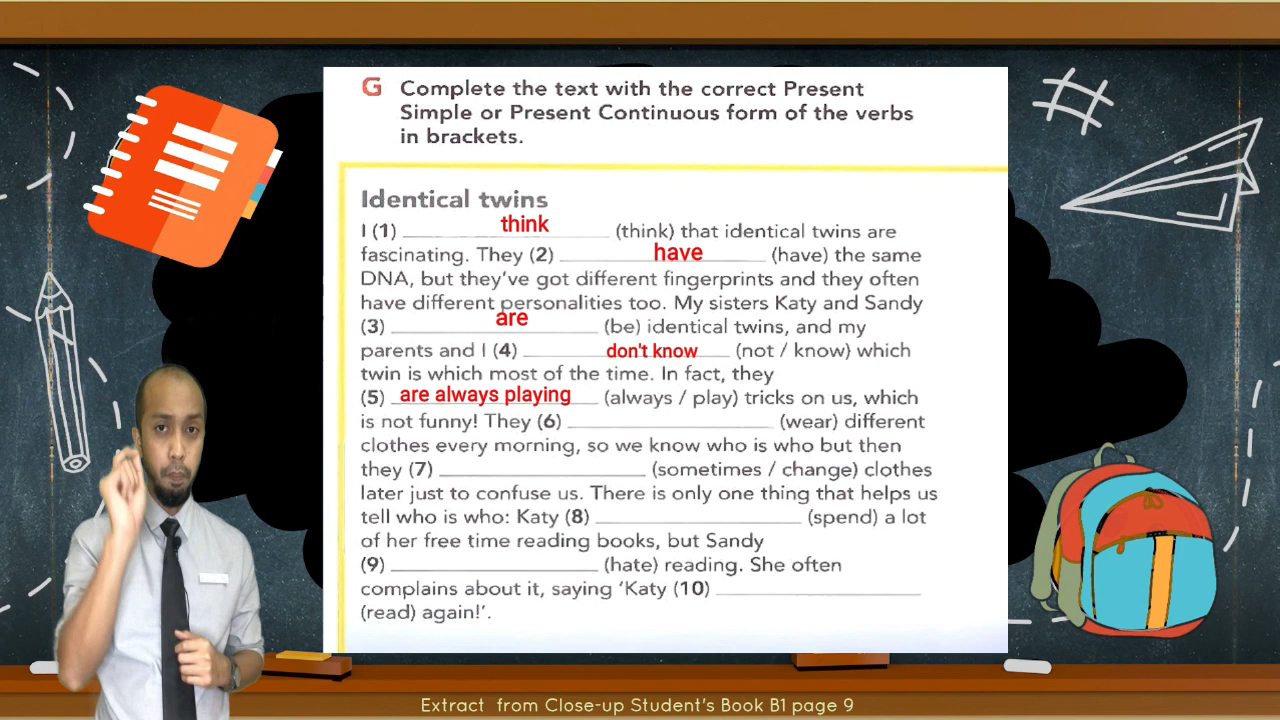 G Complete the text with the correct Present
Simple or Present Continuous form of the verbs
in brackets.
Identical twins
I (1) think (think) that identical twins are
fascinating. They (2) have (have) the same
DNA, but they've got different fingerprints and they often
have different personalities too. My sisters Katy and Sandy
(3) are (be) identical twins, and my
parents and I (4) don't know (not / know) which
twin is which most of the time. In fact, they
(5) are always playing (always / play) tricks on us, which
is not funny! They (6) ____________ (wear) different
clothes every morning, so we know who is who but then
they (7) ____________ (sometimes / change) clothes
later just to confuse us. There is only one thing that helps us
tell who is who: Katy (8) ____________ (spend) a lot
of her free time reading books, but Sandy
(9) ____________ (hate) reading. She often
complains about it, saying 'Katy (10) ____________
(read) again!'.
Extract from Close-up Student's Book B1 page 9